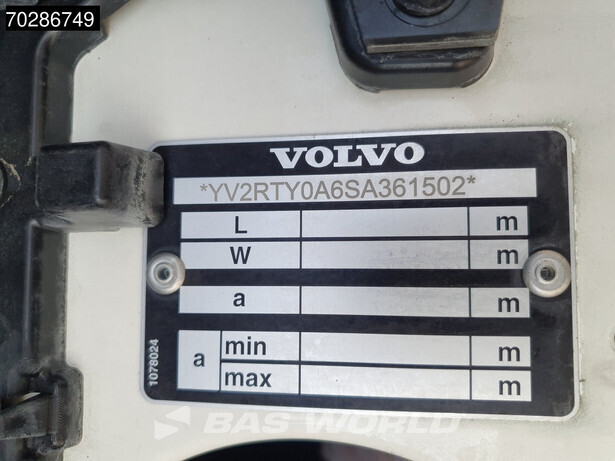 70286749
VOLVO
*YV2RTY0A6SA361502*
L m
W m
a m
a min m
max m
1078024
BAS WORLD